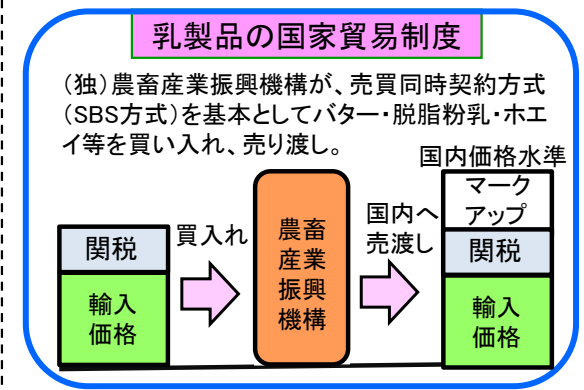 乳製品の国家貿易制度
（独）農畜産業振興機構が、売買同時契約方式
（SBS方式）を基本としてバター・脱脂粉乳・ホエ
イ等を買い入れ、売り渡し。
国内価格水準
関税
輸入
価格
買入れ
農畜
産業
振興
機構
国内へ
売渡し
マーク
アップ
関税
輸入
価格